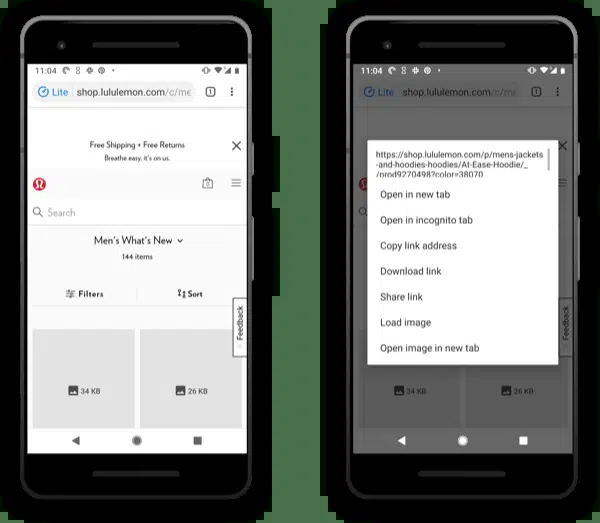 11:04
Lite shop.lululemon.com/c/me
1
Free Shipping + Free Returns
Breathe easy, it's on us.
0
Search
Men's What's New
144 items
Filters
Sort
Feedback
34 KB
26 KB
11:04
Lite shop.lululemon.com/c/me
1
https://shop.lululemon.com/p/mens-jackets
-and-hoodies-hoodies/At-Ease-Hoodie/_
/prod9270498?color=38070
Open in new tab
Open in incognito tab
Copy link address
Download link
Share link
Load image
Open image in new tab
Feedback
34 KB
26 KB